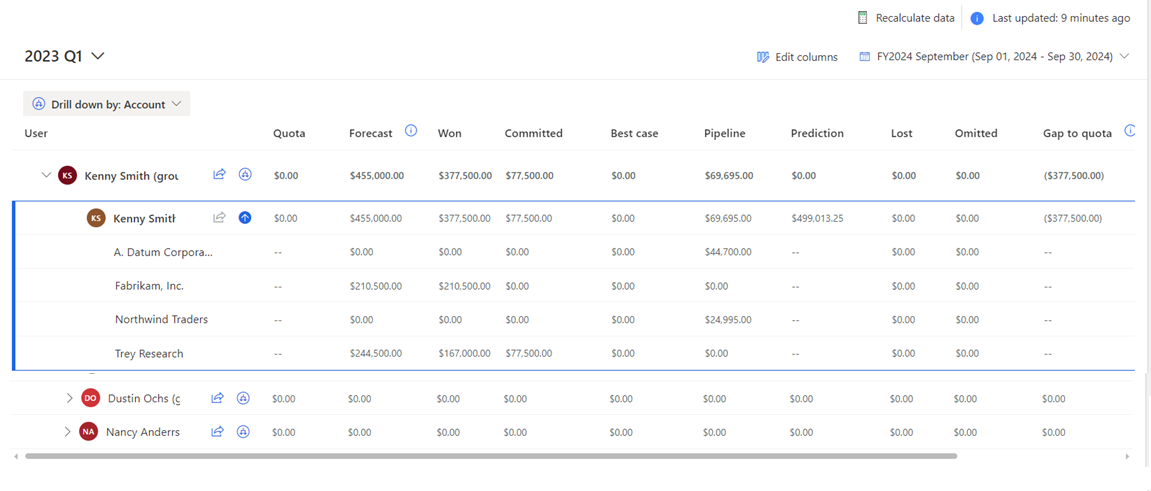 Recalculate data Last updated: 9 minutes ago
2023 Q1 Edit columns FY2024 September (Sep 01, 2024 - Sep 30, 2024)
Drill down by: Account
User Quota Forecast Won Committed Best case Pipeline Prediction Lost Omitted Gap to quota
KS Kenny Smith (grou $0.00 $455,000.00 $377,500.00 $77,500.00 $0.00 $69,695.00 $0.00 $0.00 $0.00 ($377,500.00)
KS Kenny Smith $0.00 $455,000.00 $377,500.00 $77,500.00 $0.00 $69,695.00 $499,013.25 $0.00 $0.00 ($377,500.00)
A. Datum Corpora... -- $0.00 $0.00 $0.00 $0.00 $44,700.00 -- $0.00 $0.00 --
Fabrikam, Inc. -- $210,500.00 $210,500.00 $0.00 $0.00 $0.00 -- $0.00 $0.00 --
Northwind Traders -- $0.00 $0.00 $0.00 $0.00 $24,995.00 -- $0.00 $0.00 --
Trey Research -- $244,500.00 $167,000.00 $77,500.00 $0.00 $0.00 -- $0.00 $0.00 --
DO Dustin Ochs (g $0.00 $0.00 $0.00 $0.00 $0.00 $0.00 $0.00 $0.00 $0.00 $0.00
NA Nancy Anderrs $0.00 $0.00 $0.00 $0.00 $0.00 $0.00 $0.00 $0.00 $0.00 $0.00